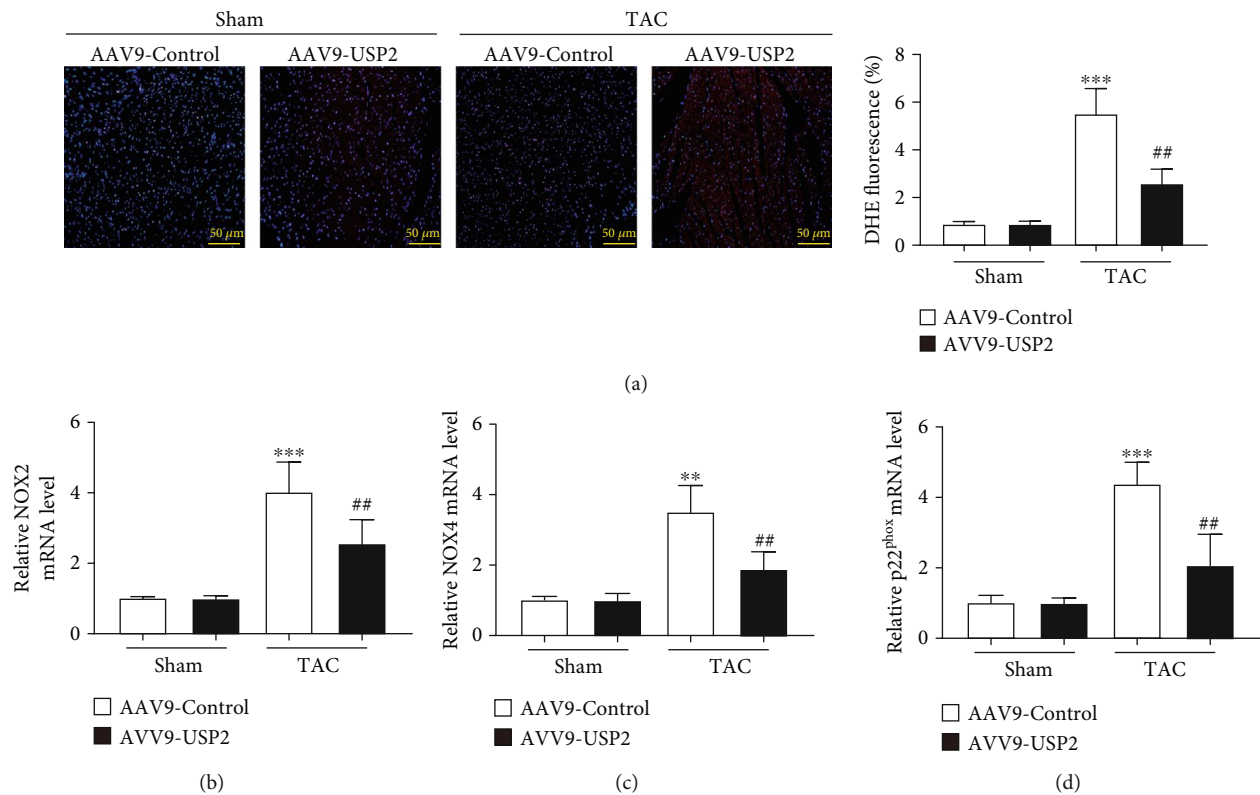 Sham
TAC
AAV9-Control
AAV9-USP2
AAV9-Control
AAV9-USP2
50 μm
50 μm
50 μm
50 μm
DHE fluorescence (%)
8
6
4
2
0
***
##
Sham
TAC
AAV9-Control
AVV9-USP2
(a)
Relative NOX2
mRNA level
6
4
2
0
***
##
Sham
TAC
AAV9-Control
AVV9-USP2
(b)
Relative NOX4 mRNA level
6
4
2
0
**
##
Sham
TAC
AAV9-Control
AVV9-USP2
(c)
Relative p22phox mRNA level
6
4
2
0
***
##
Sham
TAC
AAV9-Control
AVV9-USP2
(d)